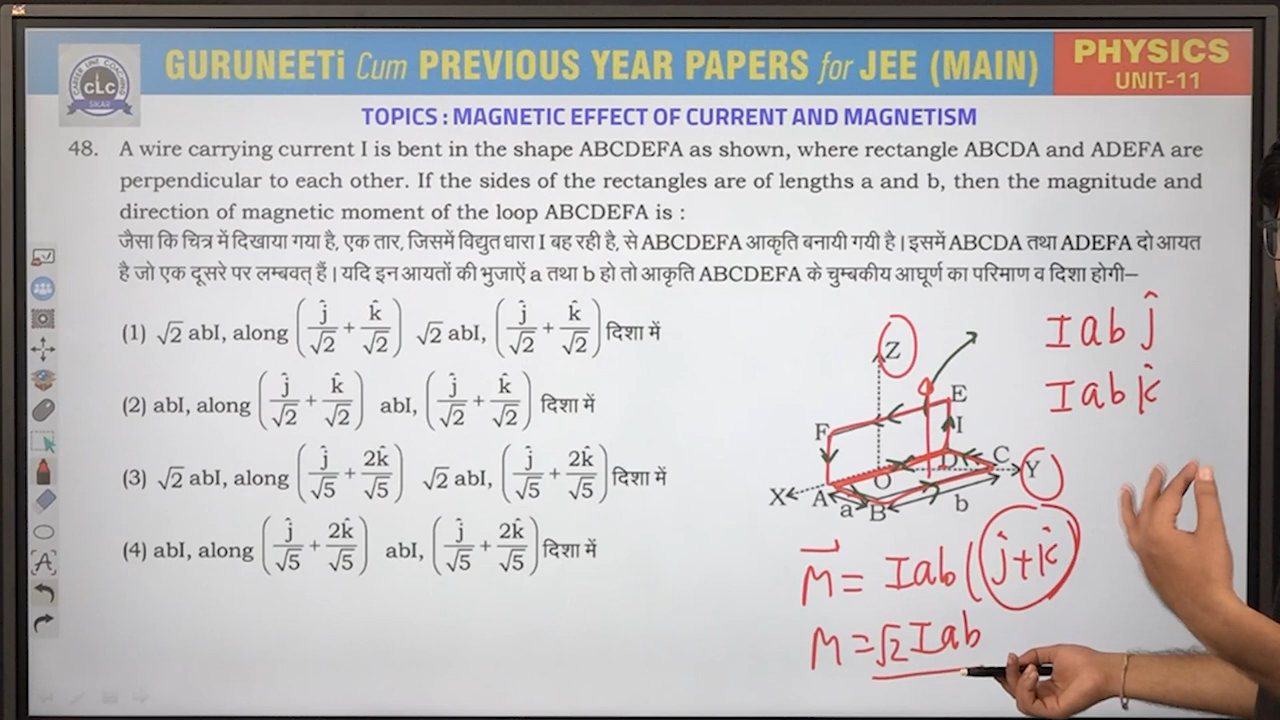 GURUNEETi Cum PREVIOUS YEAR PAPERS for JEE (MAIN)
PHYSICS
UNIT-11
CLC
SIKAR
TOPICS : MAGNETIC EFFECT OF CURRENT AND MAGNETISM
48. A wire carrying current I is bent in the shape ABCDEFA as shown, where rectangle ABCDA and ADEFA are
perpendicular to each other. If the sides of the rectangles are of lengths a and b, then the magnitude and
direction of magnetic moment of the loop ABCDEFA is :
जैसा कि चित्र में दिखाया गया है, एक तार, जिसमें विद्युत धारा I बह रही है, से ABCDEFA आकृति बनायी गयी है। इसमें ABCDA तथा ADEFA दो आयत
है जो एक दूसरे पर लम्बवत् हैं। यदि इन आयतों की भुजाऐं a तथा b हो तो आकृति ABCDEFA के चुम्बकीय आघूर्ण का परिमाण व दिशा होगी–
(1) √2 abI, along (ĵ/√2 + k̂/√2) √2 abI, (ĵ/√2 + k̂/√2) दिशा में
(2) abI, along (ĵ/√2 + k̂/√2) abI, (ĵ/√2 + k̂/√2) दिशा में
(3) √2 abI, along (ĵ/√5 + 2k̂/√5) √2 abI, (ĵ/√5 + 2k̂/√5) दिशा में
(4) abI, along (ĵ/√5 + 2k̂/√5) abI, (ĵ/√5 + 2k̂/√5) दिशा में
Z
E
F
I
D
C
Y
O
X
A
a
B
b
I a b ĵ
I a b k̂
M⃗ = Iab (ĵ+k̂)
M = √2 Iab